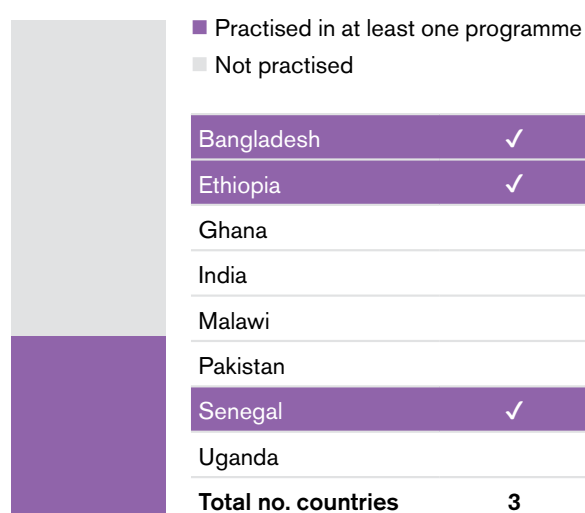 Practised in at least one programme
Not practised
Bangladesh ✓
Ethiopia ✓
Ghana
India
Malawi
Pakistan
Senegal ✓
Uganda
Total no. countries 3